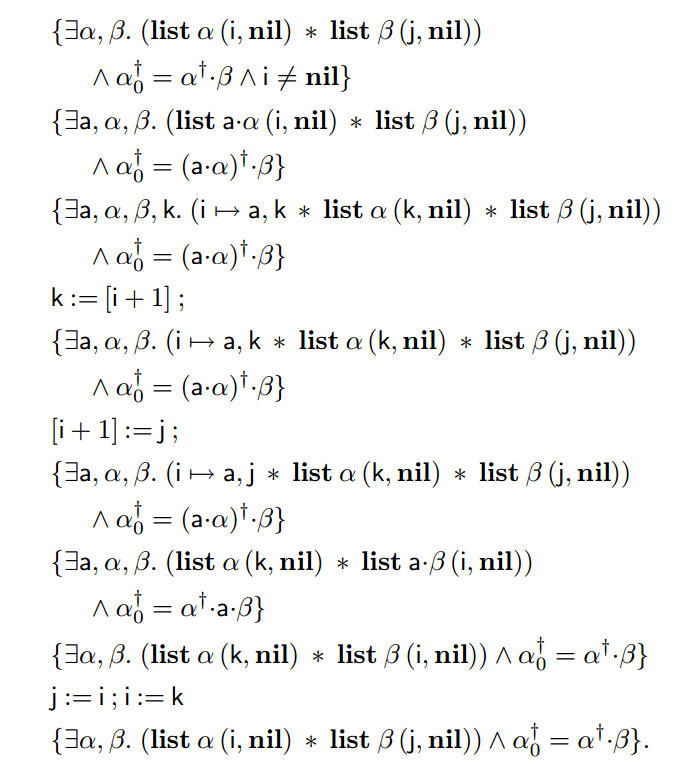 {∃α, β. (list α (i, nil) ∗ list β (j, nil))
∧ α₀† = α†·β ∧ i ≠ nil}
{∃a, α, β. (list a·α (i, nil) ∗ list β (j, nil))
∧ α₀† = (a·α)†·β}
{∃a, α, β, k. (i ↦ a, k ∗ list α (k, nil) ∗ list β (j, nil))
∧ α₀† = (a·α)†·β}
k := [i + 1] ;
{∃a, α, β. (i ↦ a, k ∗ list α (k, nil) ∗ list β (j, nil))
∧ α₀† = (a·α)†·β}
[i + 1] := j ;
{∃a, α, β. (i ↦ a, j ∗ list α (k, nil) ∗ list β (j, nil))
∧ α₀† = (a·α)†·β}
{∃a, α, β. (list α (k, nil) ∗ list a·β (i, nil))
∧ α₀† = α†·a·β}
{∃α, β. (list α (k, nil) ∗ list β (i, nil)) ∧ α₀† = α†·β}
j := i ; i := k
{∃α, β. (list α (i, nil) ∗ list β (j, nil)) ∧ α₀† = α†·β}.